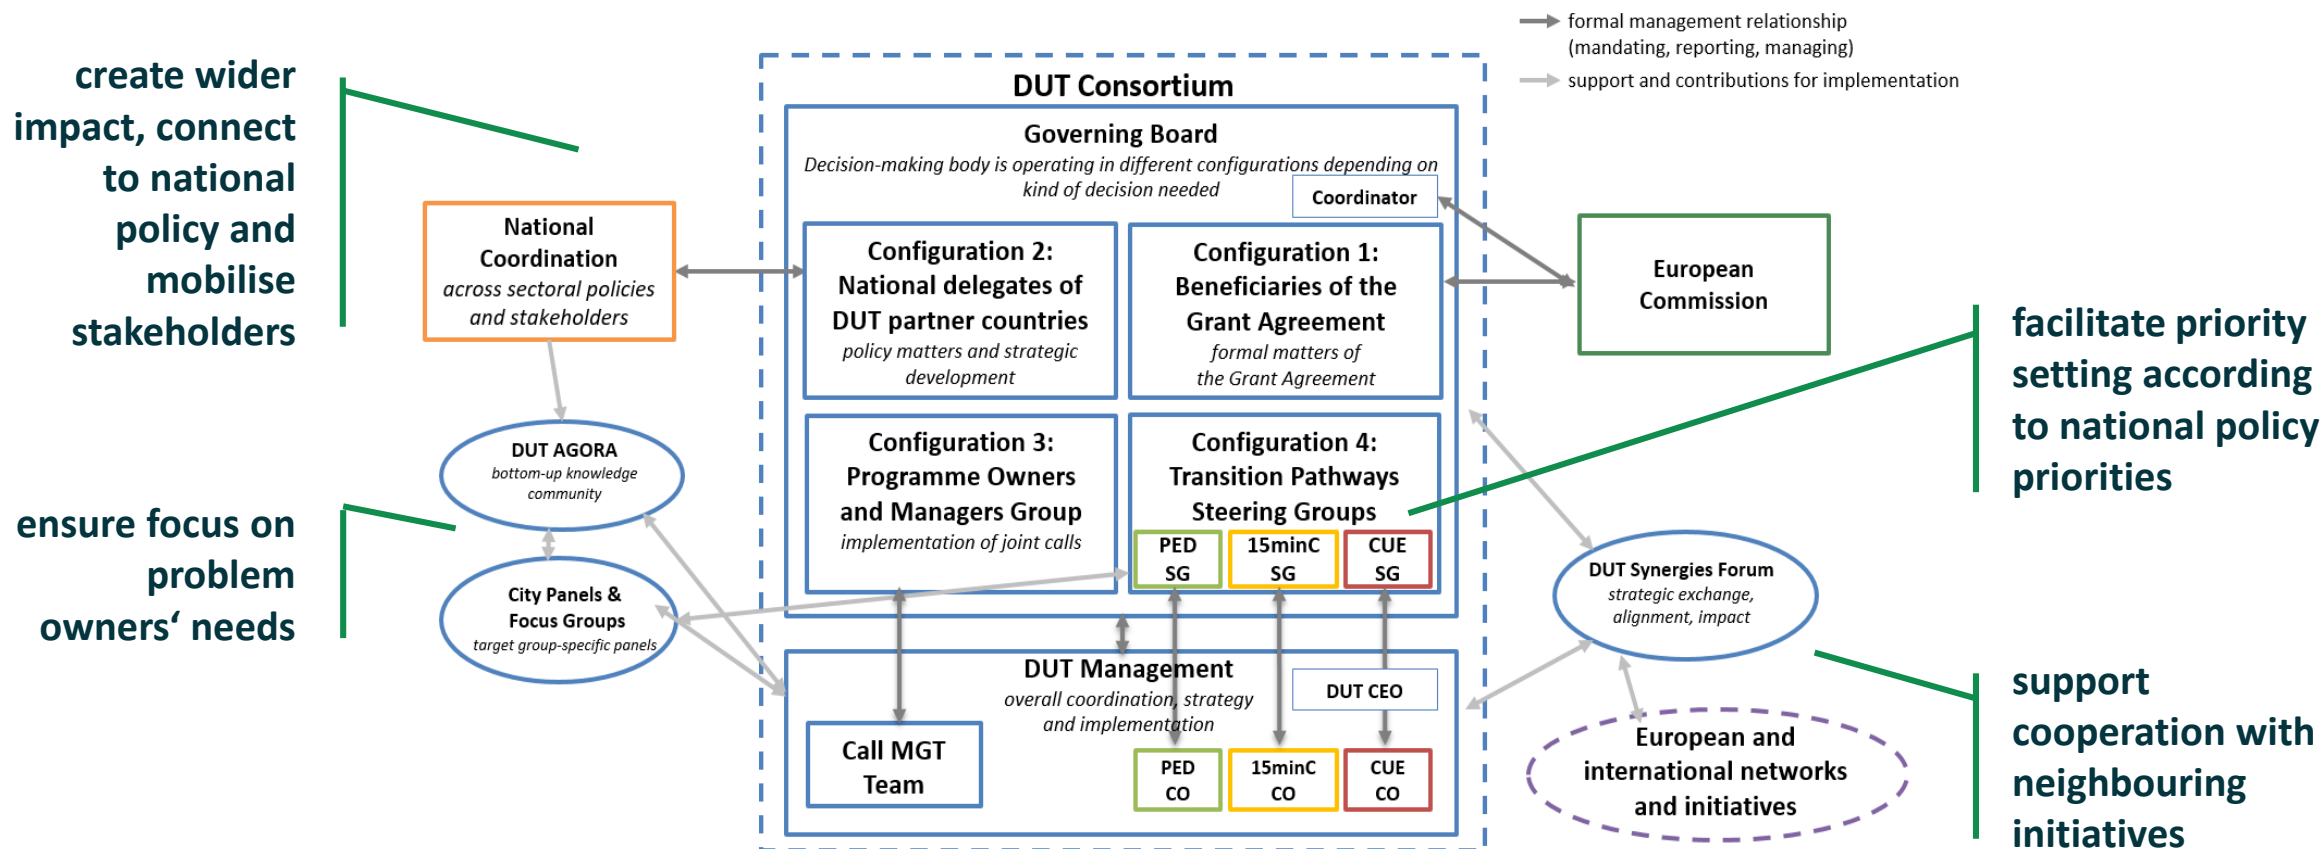 formal management relationship
(mandating, reporting, managing)
support and contributions for implementation
create wider
impact, connect
to national
policy and
mobilise
stakeholders
DUT Consortium
Governing Board
Decision-making body is operating in different configurations depending on
kind of decision needed
Coordinator
National
Coordination
across sectoral policies
and stakeholders
Configuration 2:
National delegates of
DUT partner countries
policy matters and strategic
development
Configuration 1:
Beneficiaries of the
Grant Agreement
formal matters of
the Grant Agreement
European
Commission
facilitate priority
setting according
to national policy
priorities
DUT AGORA
bottom-up knowledge
community
Configuration 3:
Programme Owners
and Managers Group
implementation of joint calls
Configuration 4:
Transition Pathways
Steering Groups
PED
SG
15minC
SG
CUE
SG
ensure focus on
problem
owners‘ needs
City Panels &
Focus Groups
target group-specific panels
DUT Synergies Forum
strategic exchange,
alignment, impact
DUT Management
overall coordination, strategy
and implementation
DUT CEO
Call MGT
Team
PED
CO
15minC
CO
CUE
CO
European and
international networks
and initiatives
support
cooperation with
neighbouring
initiatives